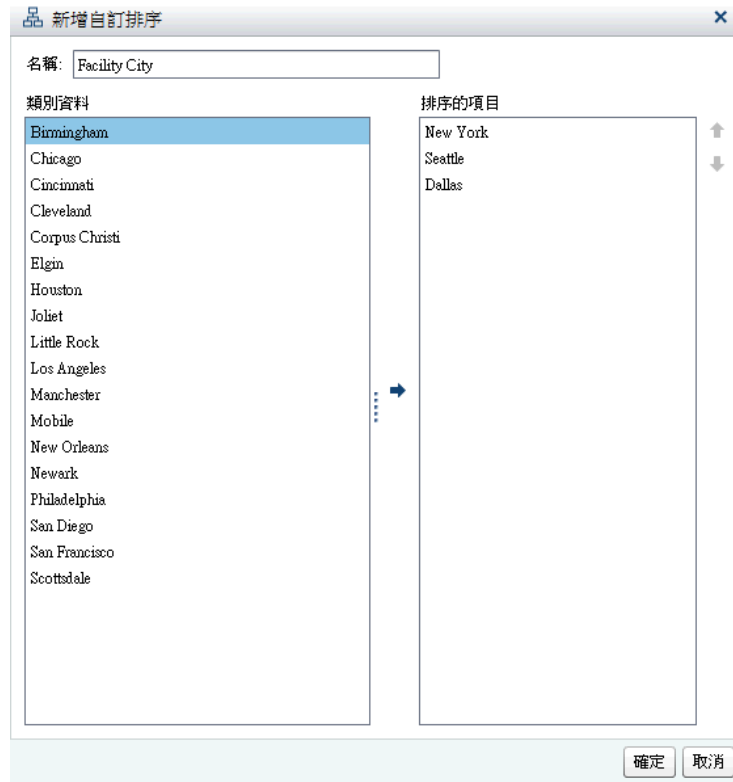 新增自訂排序
名稱: Facility City
類別資料
Birmingham
Chicago
Cincinnati
Cleveland
Corpus Christi
Elgin
Houston
Joliet
Little Rock
Los Angeles
Manchester
Mobile
New Orleans
Newark
Philadelphia
San Diego
San Francisco
Scottsdale
排序的項目
New York
Seattle
Dallas
確定 取消